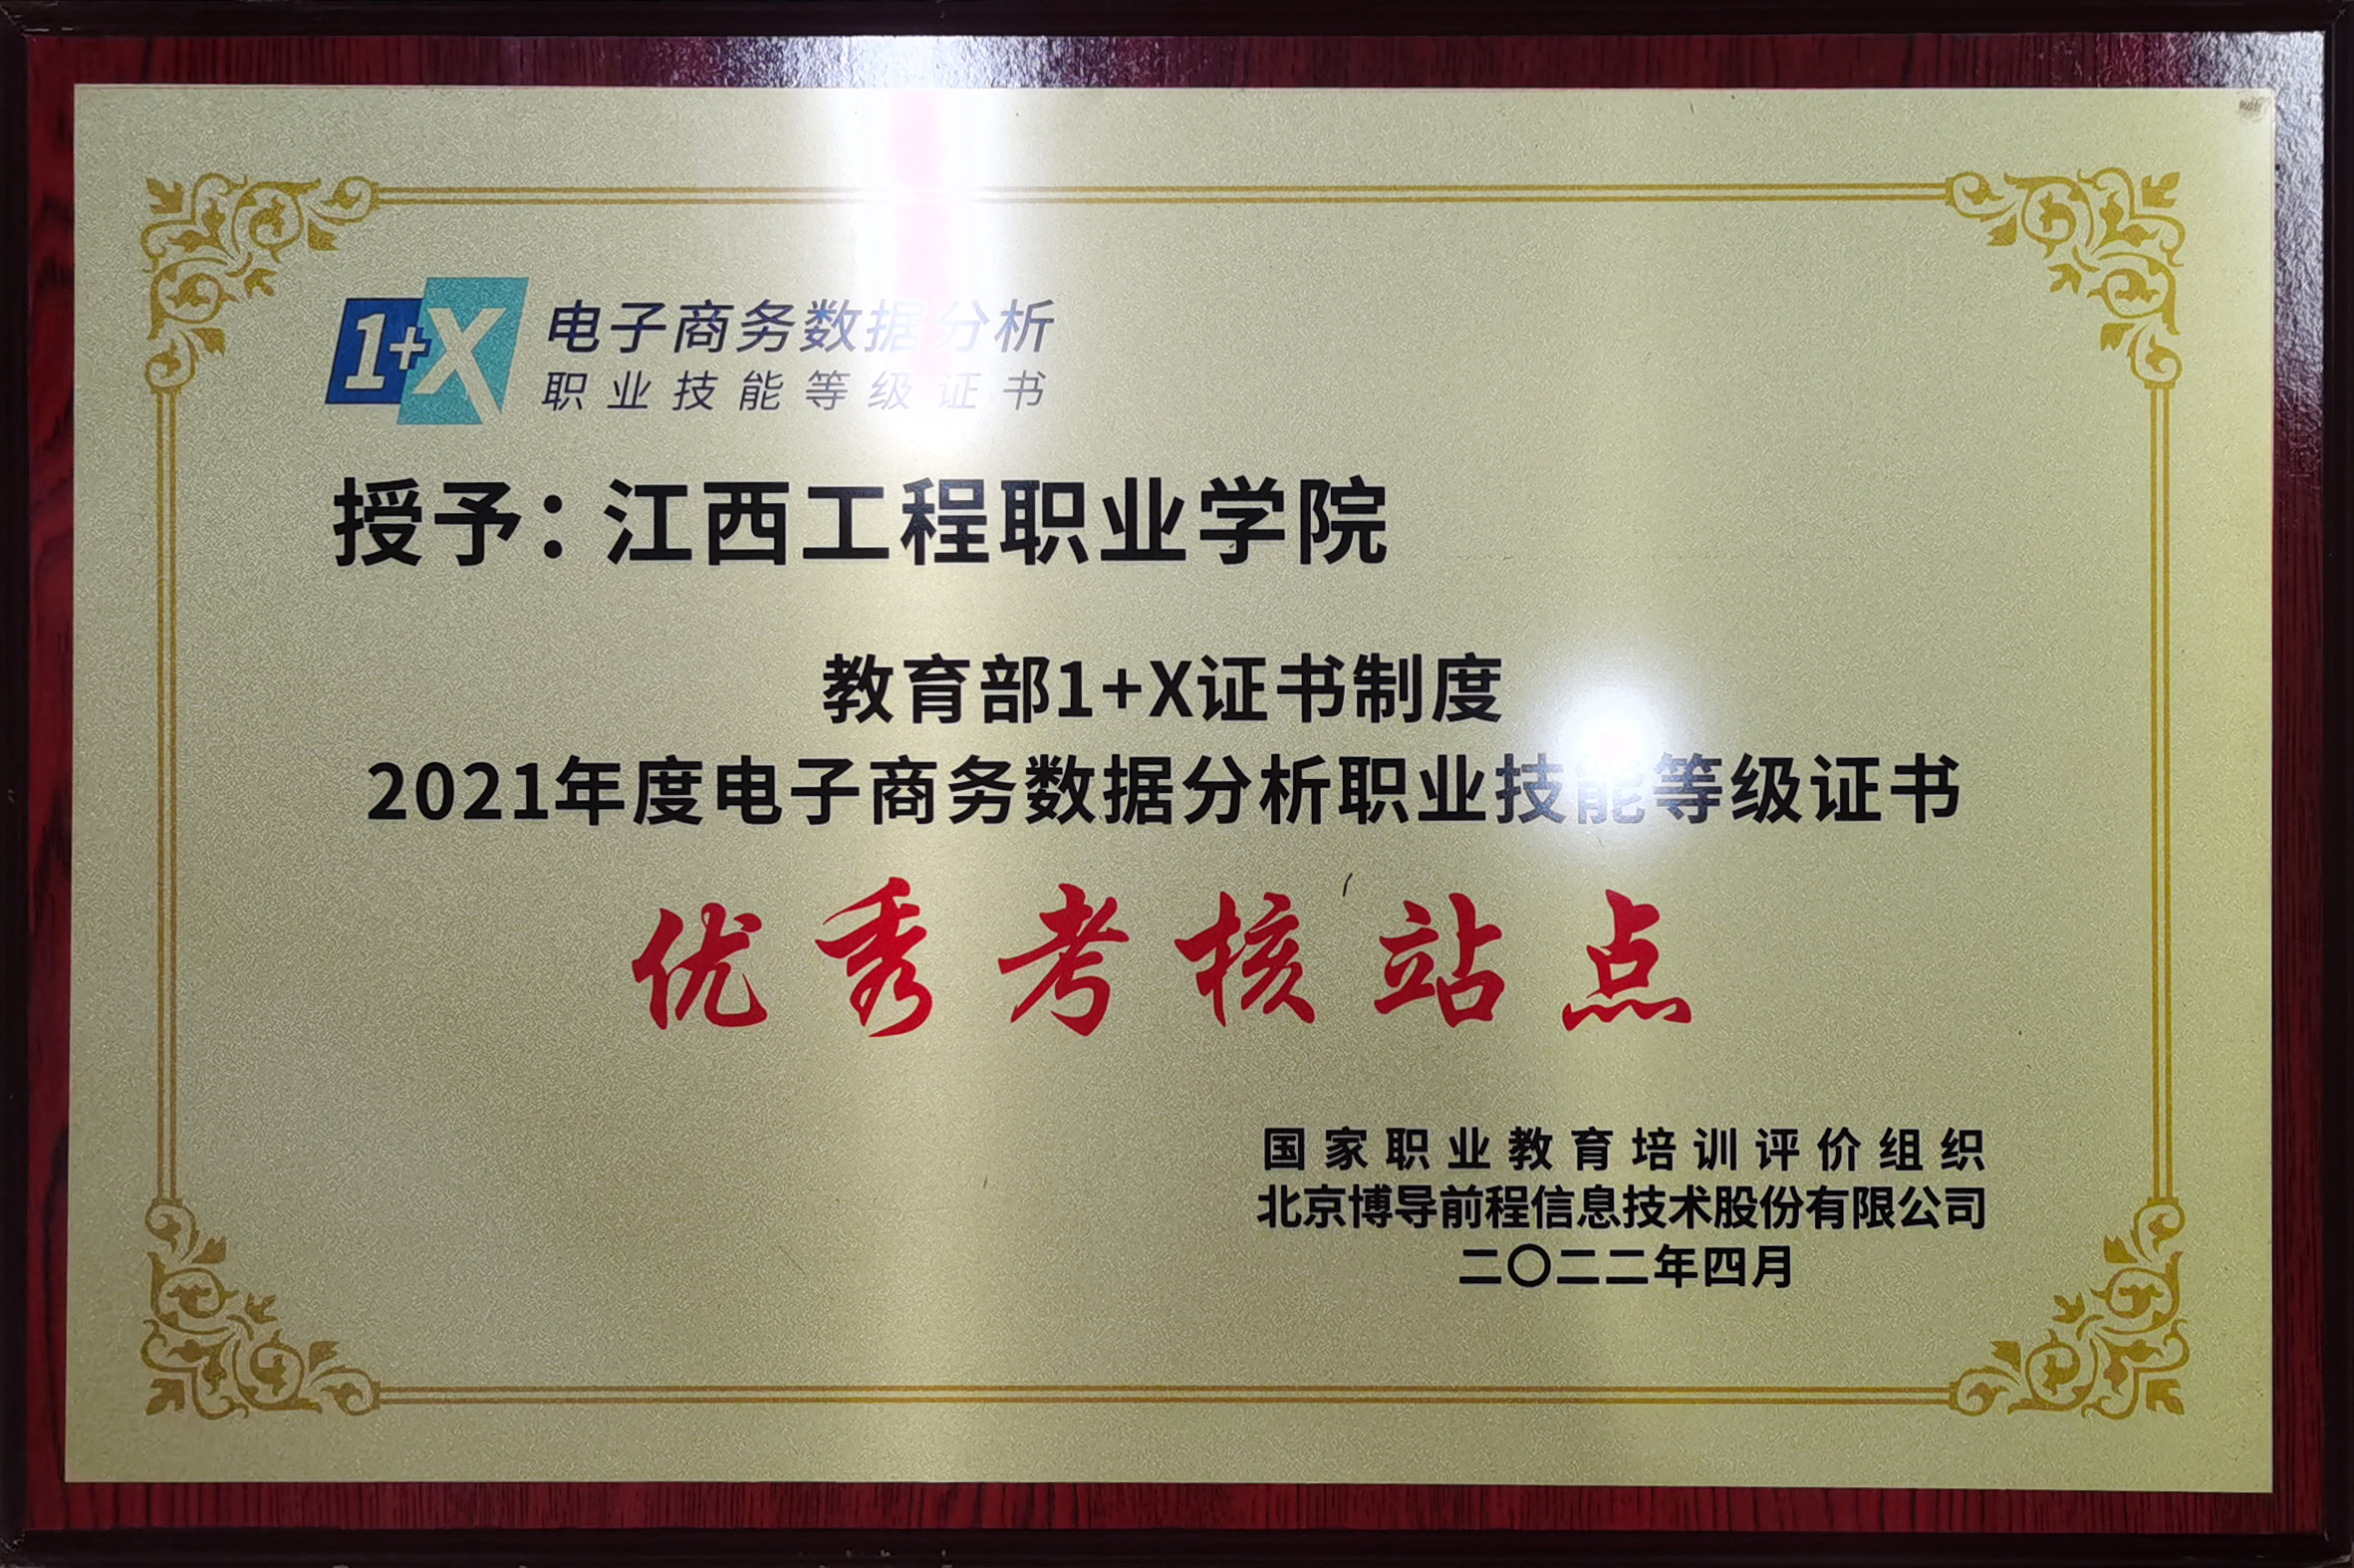 1+X 电子商务数据分析
职业技能等级证书
授予：江西工程职业学院
教育部1+X证书制度
2021年度电子商务数据分析职业技能等级证书
优秀考核站点
国家职业教育培训评价组织
北京博导前程信息技术股份有限公司
二〇二二年四月